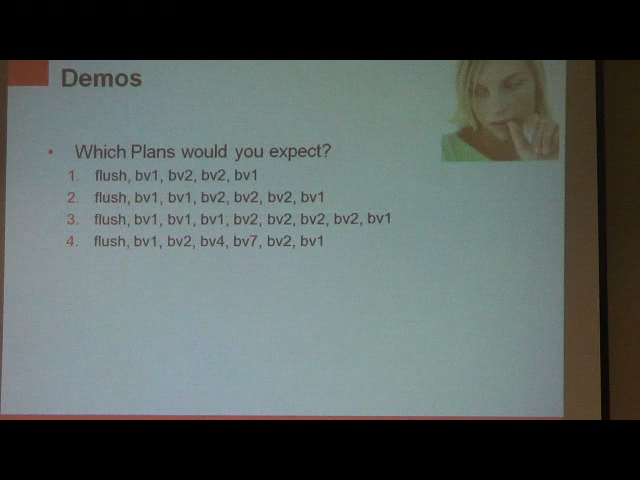 Demos
• Which Plans would you expect?
1. flush, bv1, bv2, bv2, bv1
2. flush, bv1, bv1, bv2, bv2, bv2, bv1
3. flush, bv1, bv1, bv1, bv2, bv2, bv2, bv2, bv1
4. flush, bv1, bv2, bv4, bv7, bv2, bv1